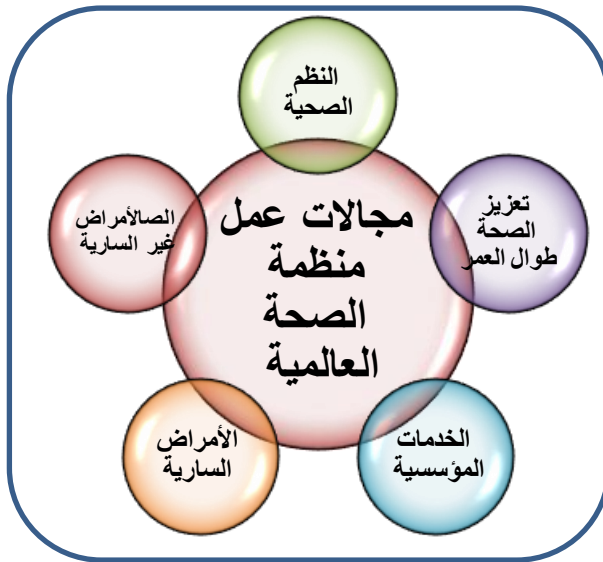 النظم
الصحية
تعزيز
الصحة
طوال العمر
الخدمات
المؤسسية
الأمراض
السارية
الصالأمراض
غير السارية
مجالات عمل
منظمة
الصحة
العالمية